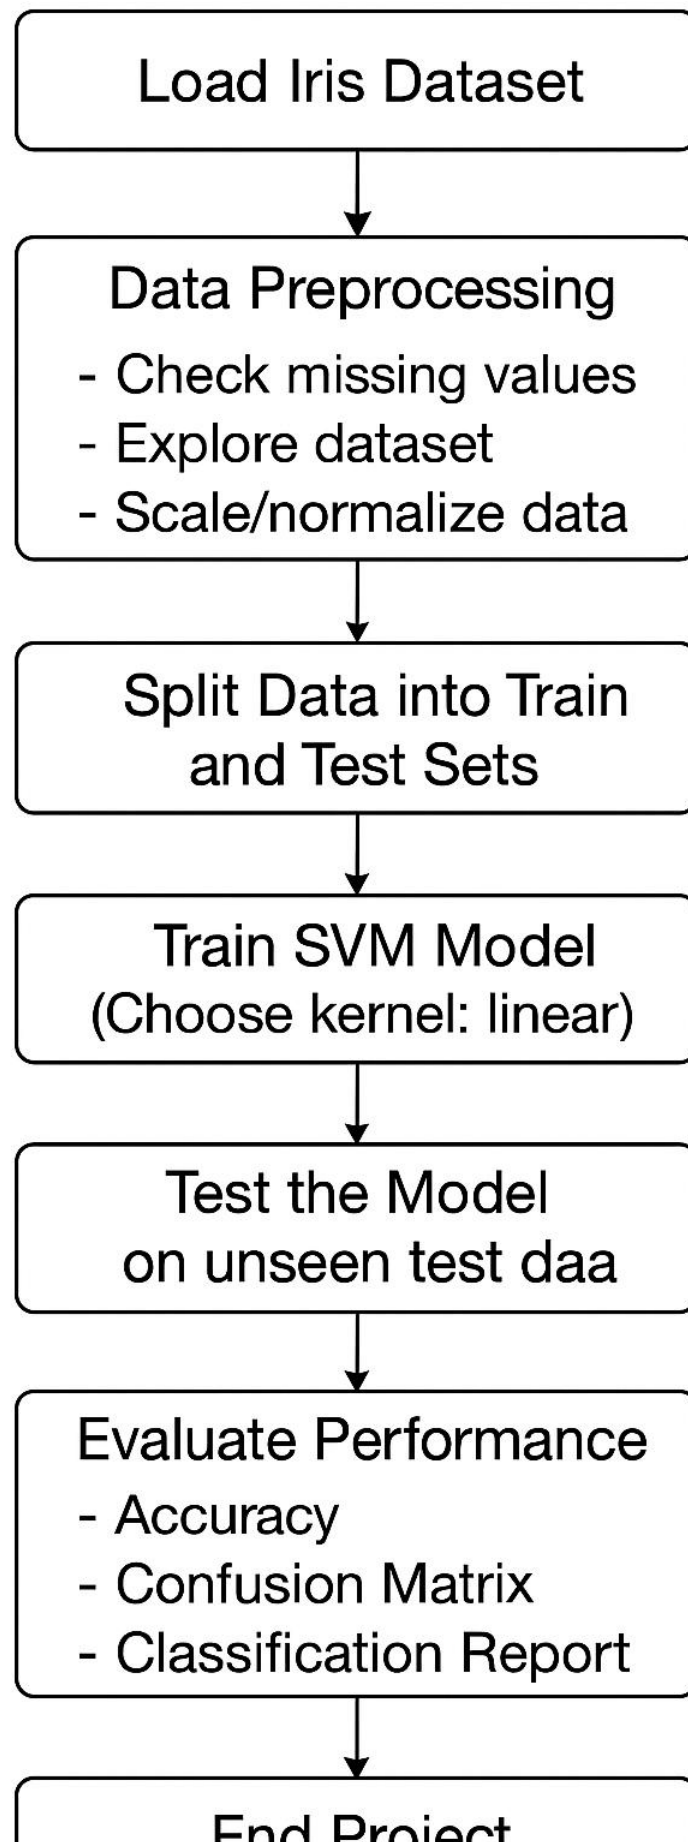 Load Iris Dataset
Data Preprocessing
- Check missing values
- Explore dataset
- Scale/normalize data
Split Data into Train
and Test Sets
Train SVM Model
(Choose kernel: linear)
Test the Model
on unseen test daa
Evaluate Performance
- Accuracy
- Confusion Matrix
- Classification Report
End Project